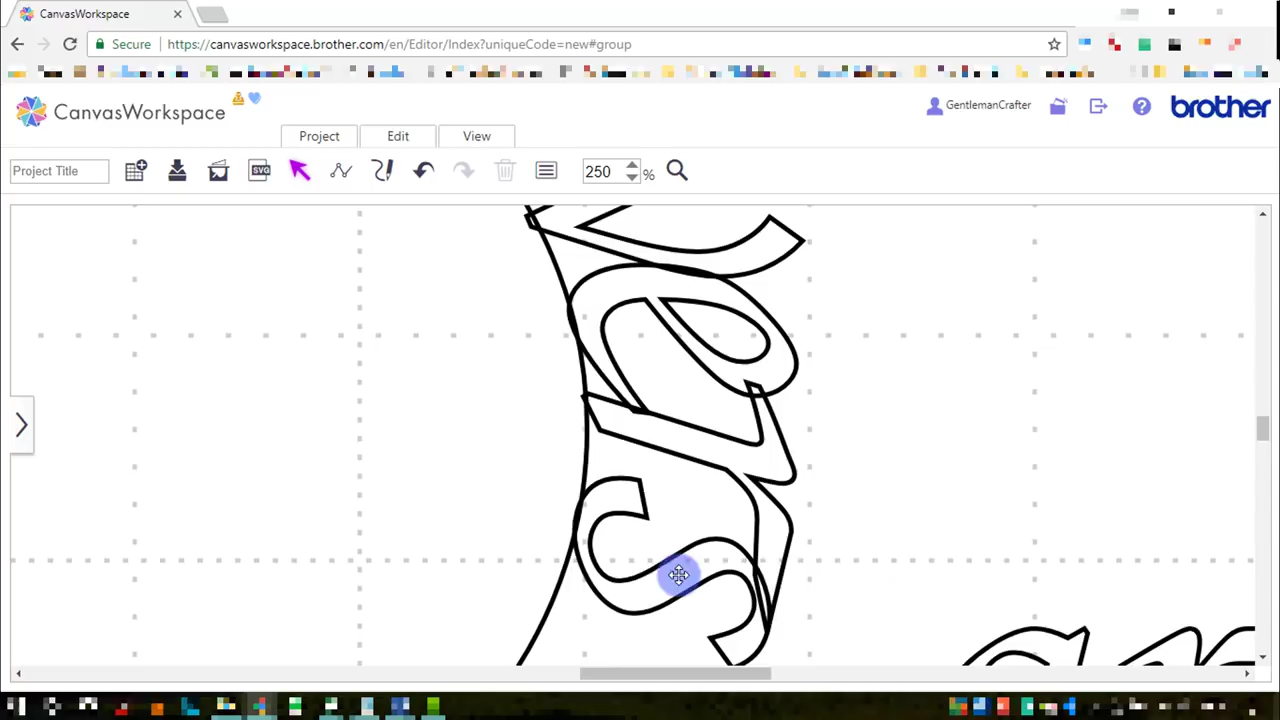 CanvasWorkspace
Secure https://canvasworkspace.brother.com/en/Editor/Index?uniqueCode=new#group
CanvasWorkspace
GentlemanCrafter
brother
Project Edit View
Project Title
SVG
250 %